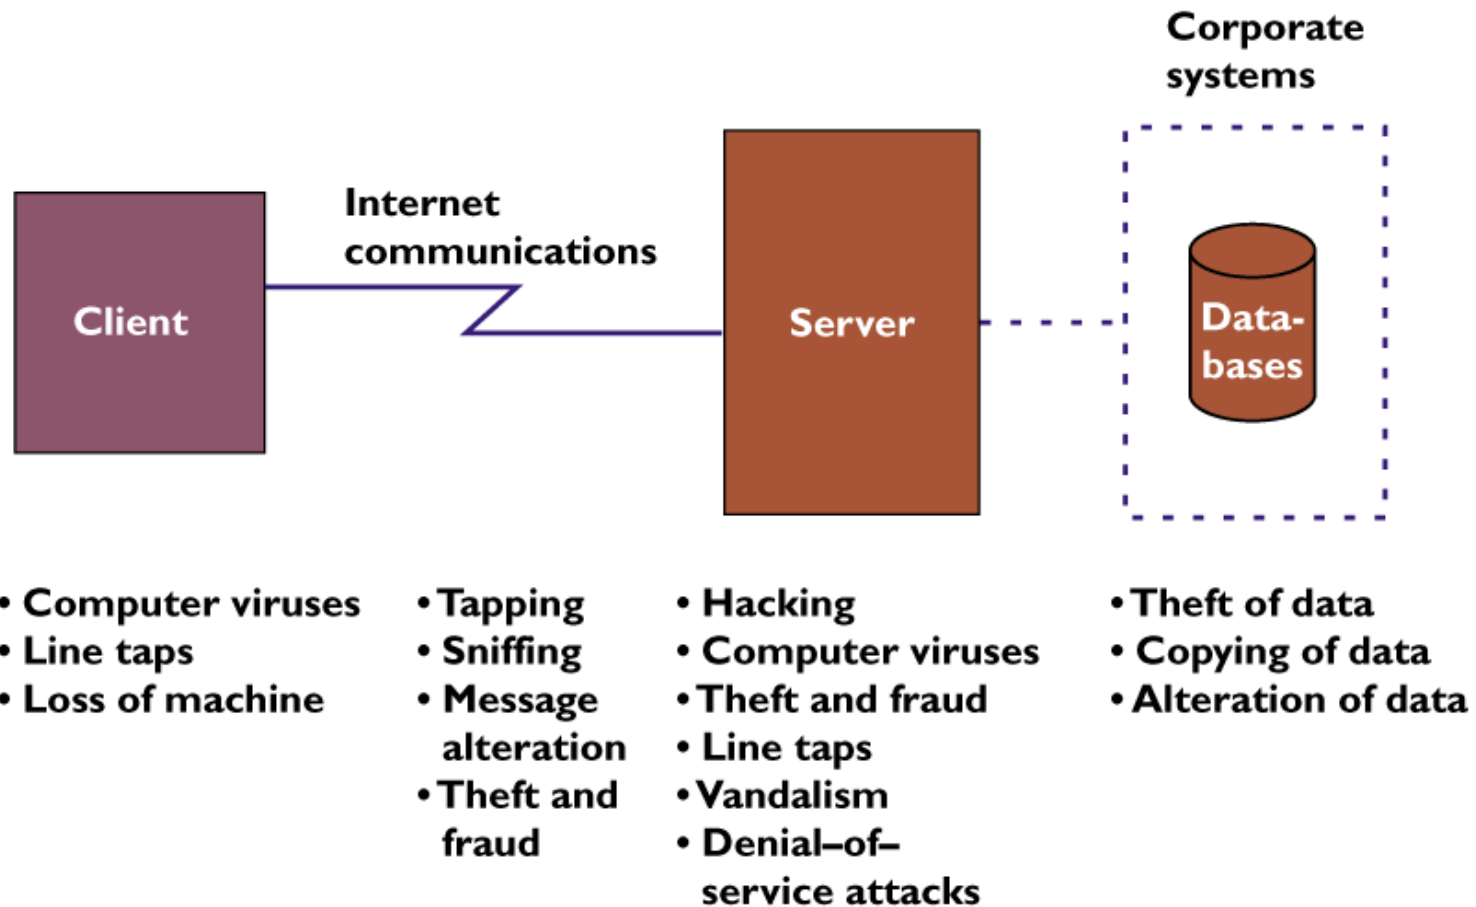 Corporate
systems
Internet
communications
Client
Server
Data-
bases
• Computer viruses
• Line taps
• Loss of machine
• Tapping
• Sniffing
• Message
alteration
• Theft and
fraud
• Hacking
• Computer viruses
• Theft and fraud
• Line taps
• Vandalism
• Denial–of–
service attacks
• Theft of data
• Copying of data
• Alteration of data